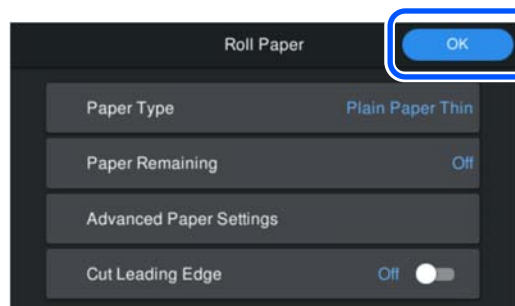 Roll Paper OK
Paper Type Plain Paper Thin
Paper Remaining Off
Advanced Paper Settings
Cut Leading Edge Off